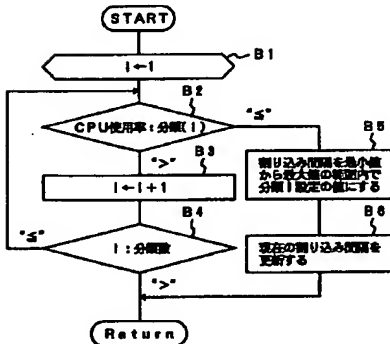 START
B1
I←1
B2
CPU使用率:分類(I)
"≦"
B5
">"
B3
割り込み間隔を最小値
から最大値の範囲内で
分類I設定の値にする
I←I+1
B4
B6
"≦"
I:分類数
現在の割り込み間隔を
更新する
">"
Return